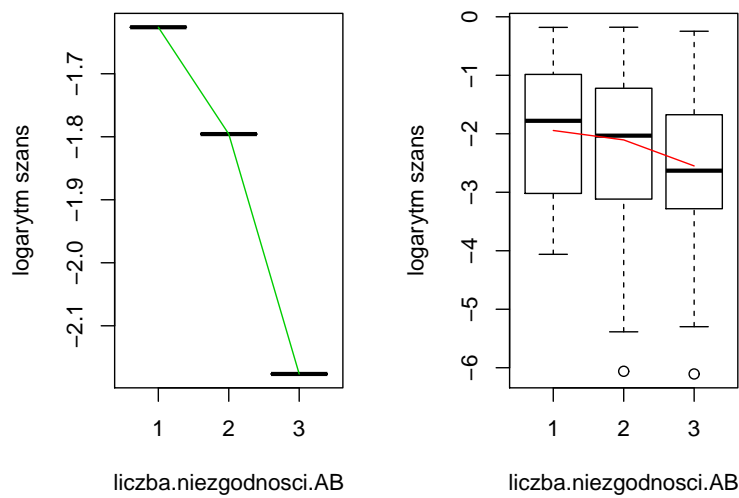 −1.7
−1.8
−1.9
−2.0
−2.1
logarytm szans
1 2 3
liczba.niezgodnosci.AB
0
−1
−2
−3
−4
−5
−6
logarytm szans
1 2 3
liczba.niezgodnosci.AB